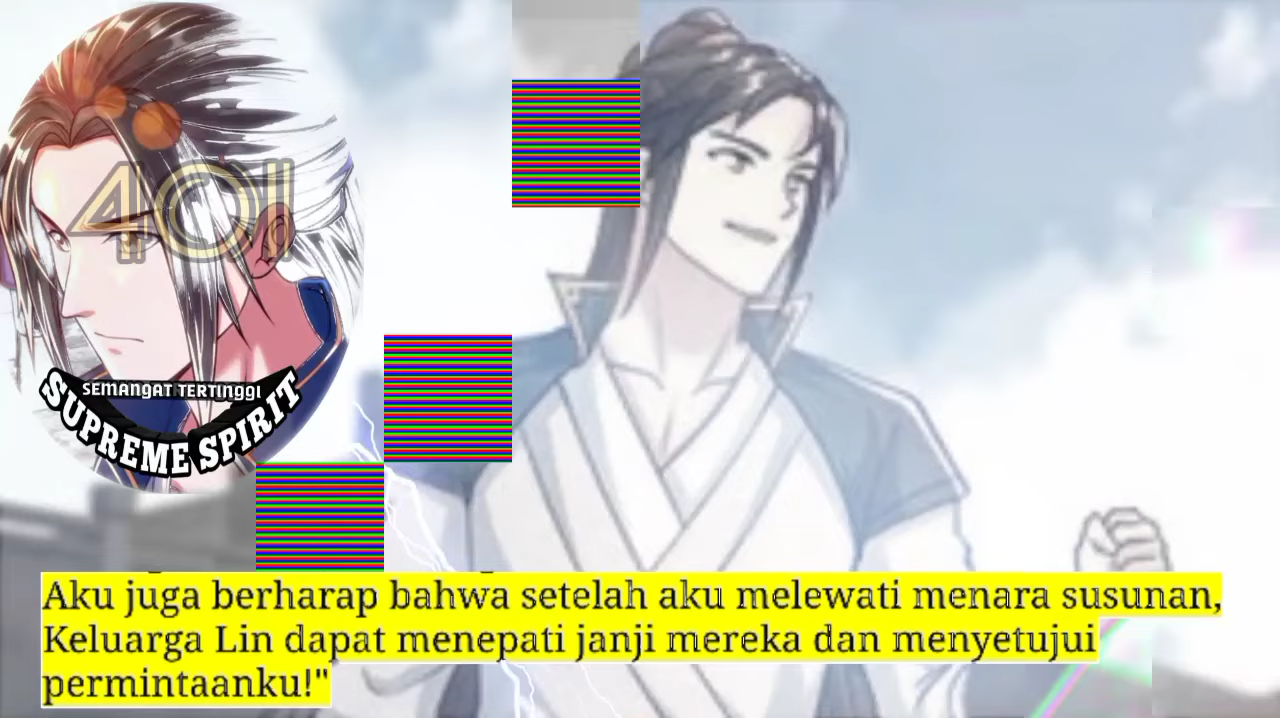 401
SEMANGAT TERTINGGI
SUPREME SPIRIT
Aku juga berharap bahwa setelah aku melewati menara susunan,
Keluarga Lin dapat menepati janji mereka dan menyetujui
permintaanku!"